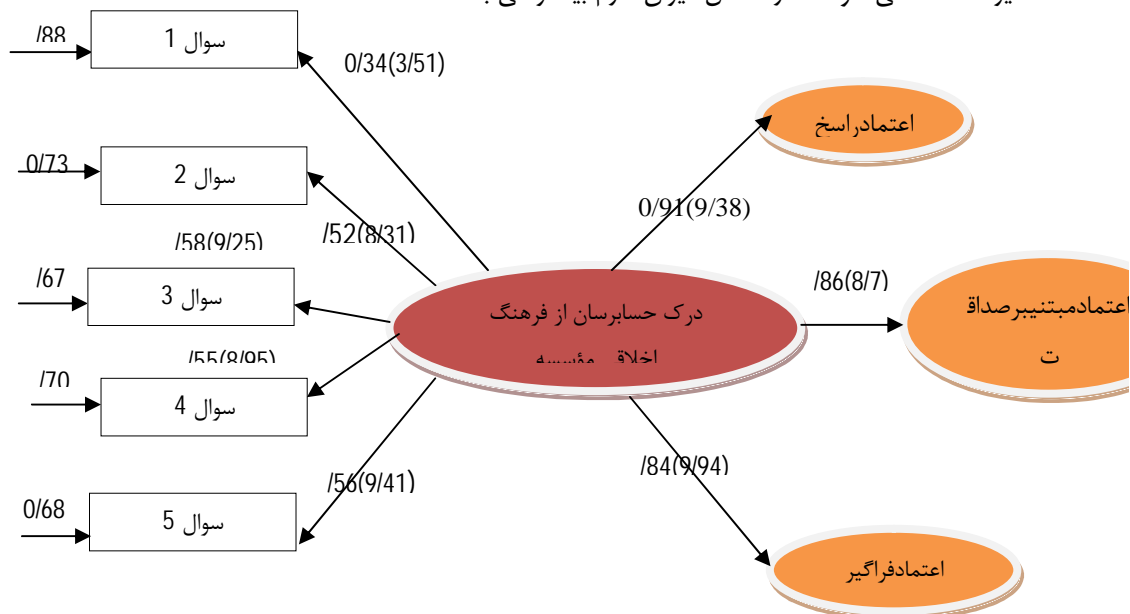 سوال 1
سوال 2
سوال 3
سوال 4
سوال 5
/88
0/73
/67
/70
0/68
0/34(3/51)
/52(8/31)
/58(9/25)
/55(8/95)
/56(9/41)
درک حسابرسان از فرهنگ
اخلاقی مؤسسه
0/91(9/38)
/86(8/7)
/84(9/94)
اعتمادراسخ
اعتمادمبتنیبرصداق
ت
اعتمادفراگیر